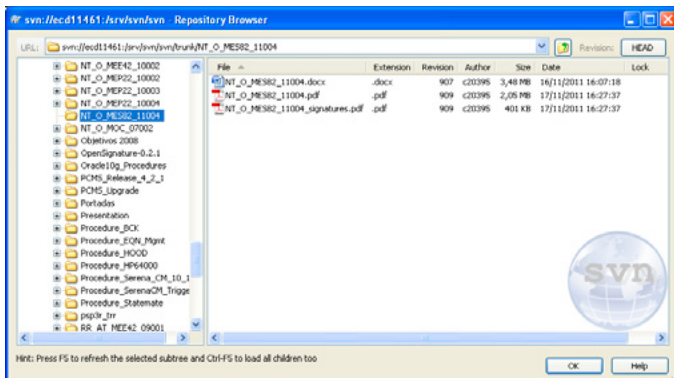 svn://ecd11461:/srv/svn/svn - Repository Browser
URL: svn://ecd11461:/srv/svn/svn/trunk/NT_O_MES82_11004 Revision: HEAD
NT_O_MEE42_10002
NT_O_MEP22_10002
NT_O_MEP22_10003
NT_O_MEP22_10004
NT_O_MES82_11004
NT_O_MOC_07002
Objetivos 2008
OpenSignature-0.2.1
Oracle10g_Procedures
PCMS_Release_4_2_1
PCMS_Upgrade
Portadas
Presentation
Procedure_BCK
Procedure_EQN_Mgmt
Procedure_HOOD
Procedure_HP64000
Procedure_Serena_CM_10_1
Procedure_SerenaCM_Trigge
Procedure_Statemate
psp3r_trr
RR_AT_MEE42_09001
File Extension Revision Author Size Date Lock
NT_O_MES82_11004.docx .docx 907 c20395 3,48 MB 16/11/2011 16:07:18
NT_O_MES82_11004.pdf .pdf 909 c20395 2,05 MB 17/11/2011 16:27:37
NT_O_MES82_11004_signatures.pdf .pdf 909 c20395 401 KB 17/11/2011 16:27:37
svn
Hint: Press F5 to refresh the selected subtree and Ctrl-F5 to load all children too
OK Help